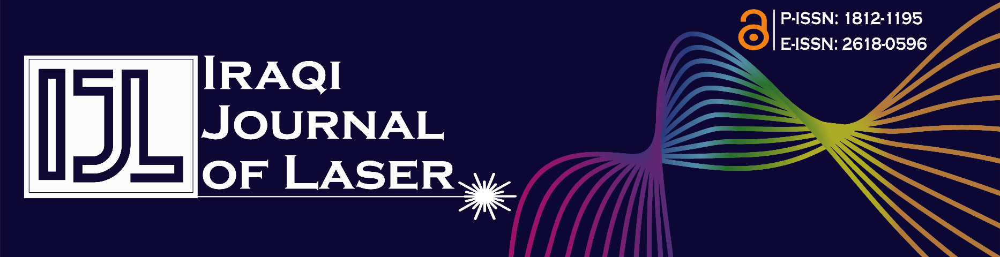 P-ISSN: 1812-1195
E-ISSN: 2618-0596
IJL
IRAQI
JOURNAL
OF LASER